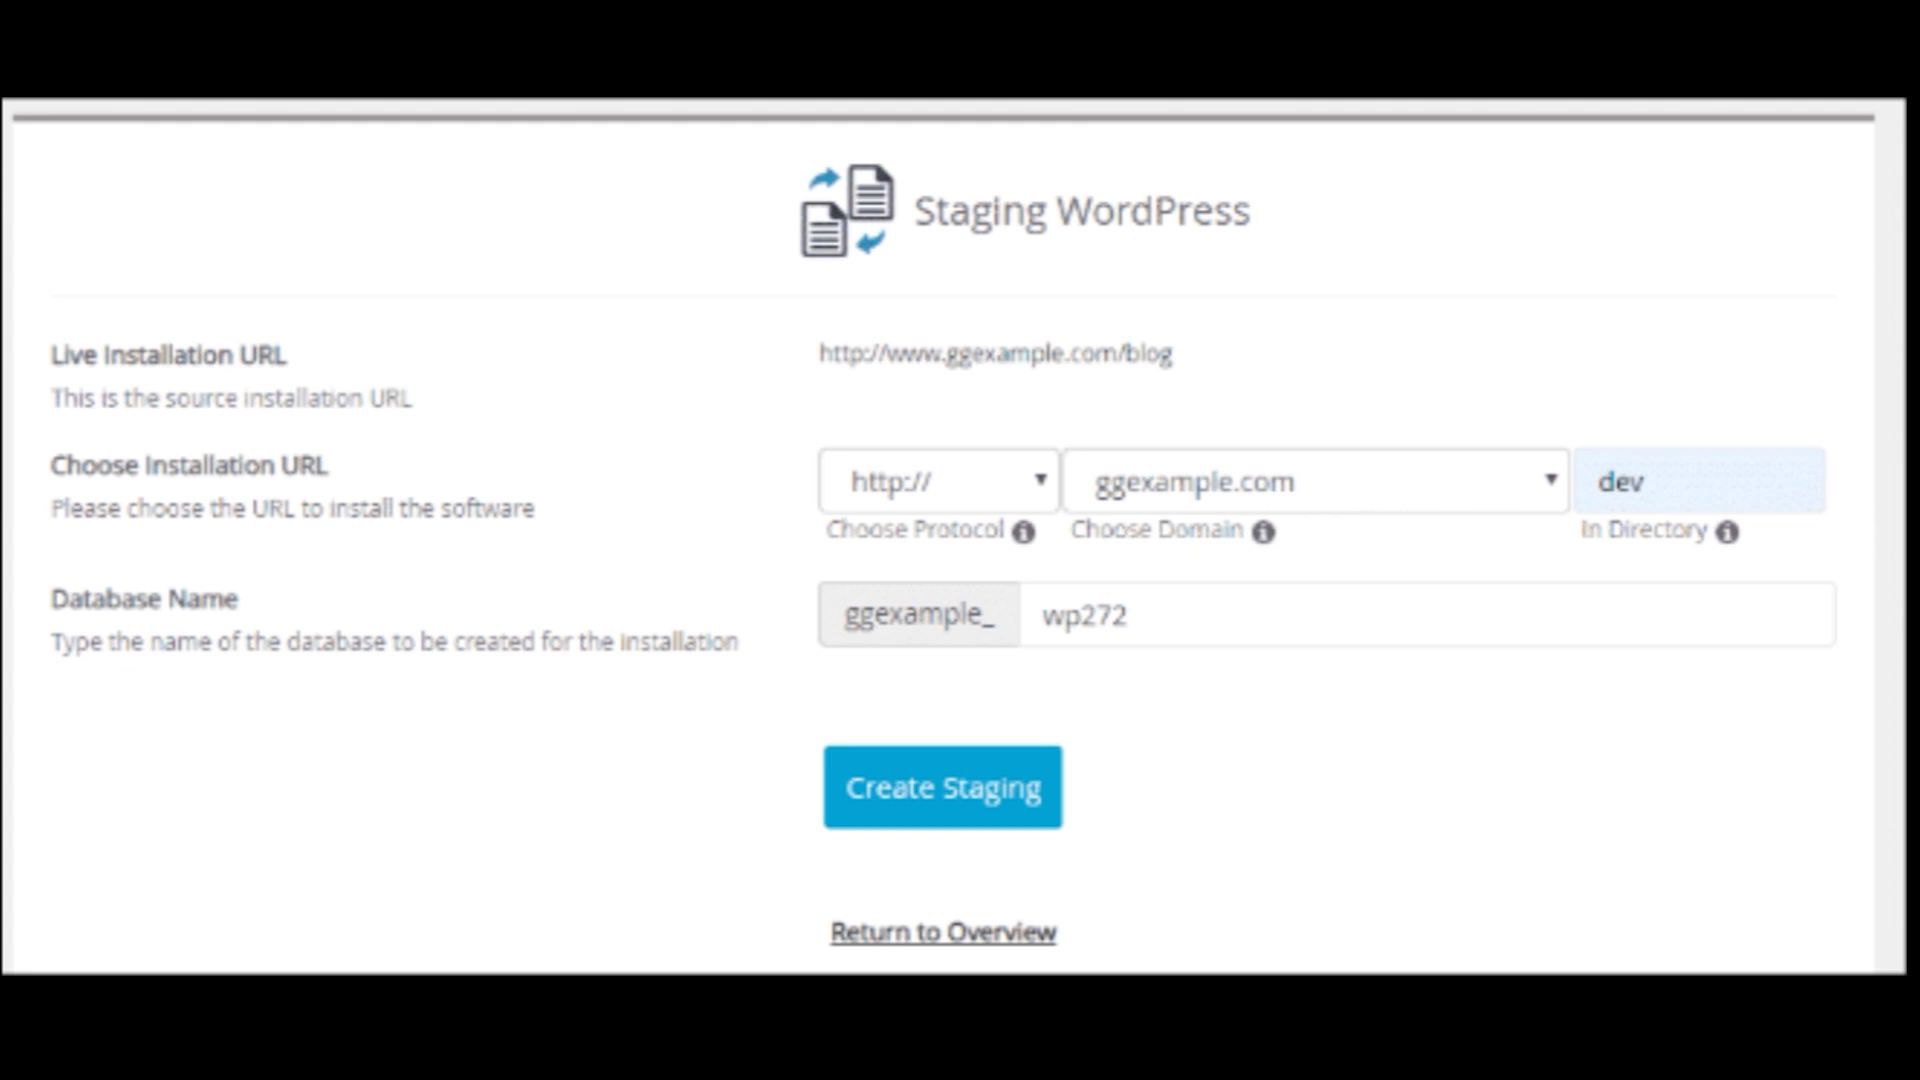 Staging WordPress
Live Installation URL
http://www.ggexample.com/blog
This is the source installation URL
Choose Installation URL
http:// ggexample.com dev
Please choose the URL to install the software
Choose Protocol Choose Domain In Directory
Database Name
ggexample_ wp272
Type the name of the database to be created for the installation
Create Staging
Return to Overview